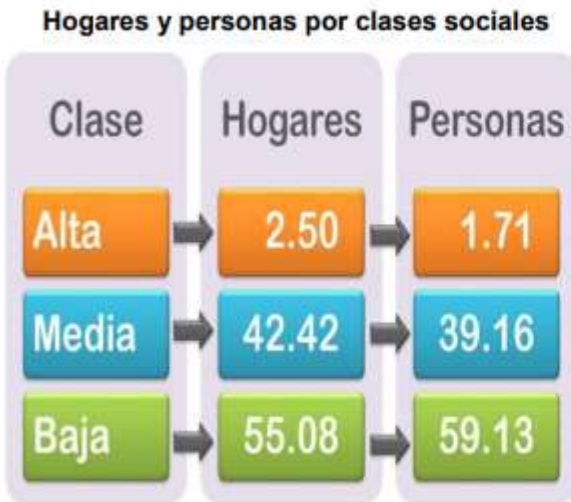 Hogares y personas por clases sociales
Clase Hogares Personas
Alta 2.50 1.71
Media 42.42 39.16
Baja 55.08 59.13